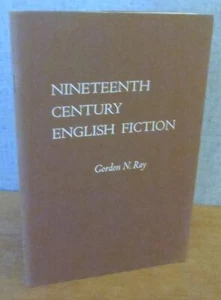 NINETEENTH
CENTURY
ENGLISH FICTION
Gordon N. Ray